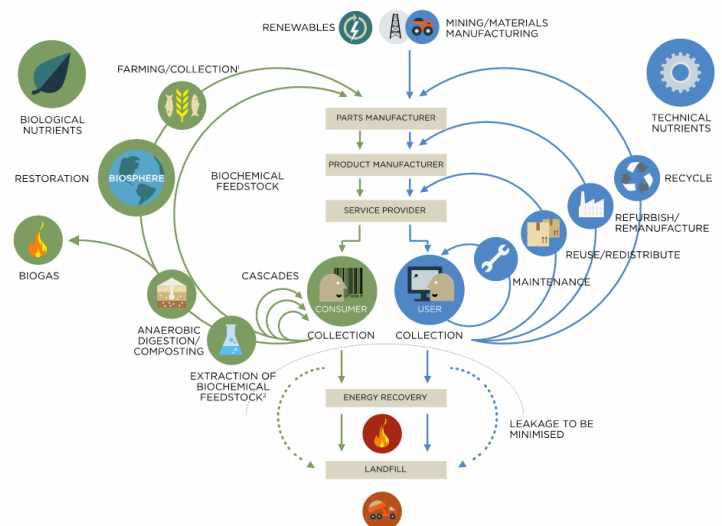 RENEWABLES
MINING/MATERIALS
MANUFACTURING
FARMING/COLLECTION¹
BIOLOGICAL
NUTRIENTS
TECHNICAL
NUTRIENTS
PARTS MANUFACTURER
RESTORATION
BIOSPHERE
BIOCHEMICAL
FEEDSTOCK
PRODUCT MANUFACTURER
RECYCLE
SERVICE PROVIDER
REFURBISH/
REMANUFACTURE
REUSE/REDISTRIBUTE
BIOGAS
CASCADES
MAINTENANCE
CONSUMER
USER
ANAEROBIC
DIGESTION/
COMPOSTING
COLLECTION
COLLECTION
EXTRACTION OF
BIOCHEMICAL
FEEDSTOCK²
ENERGY RECOVERY
LEAKAGE TO BE
MINIMISED
LANDFILL